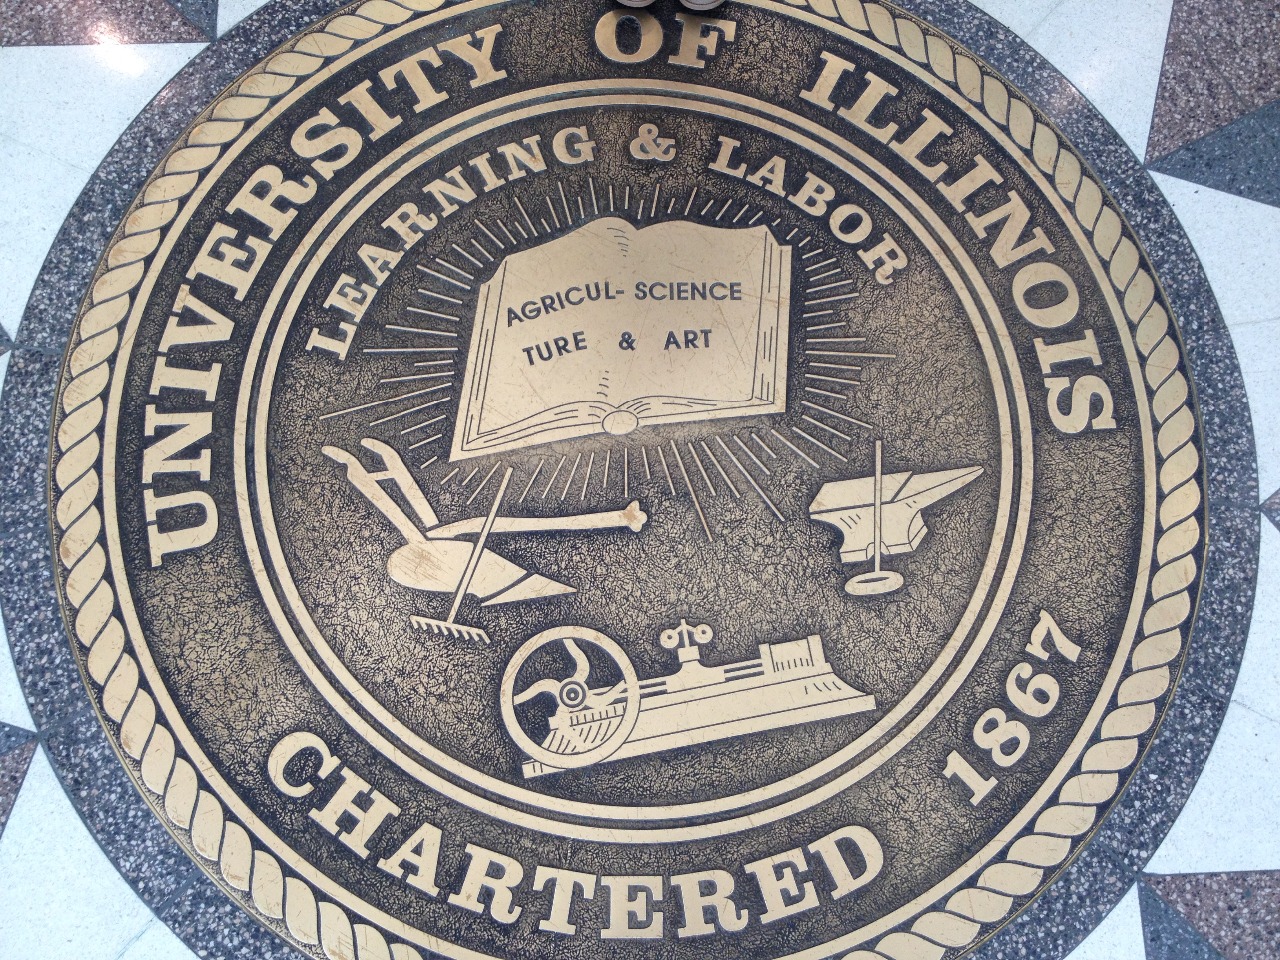 UNIVERSITY OF ILLINOIS
LEARNING & LABOR
AGRICUL- SCIENCE
TURE & ART
CHARTERED 1867